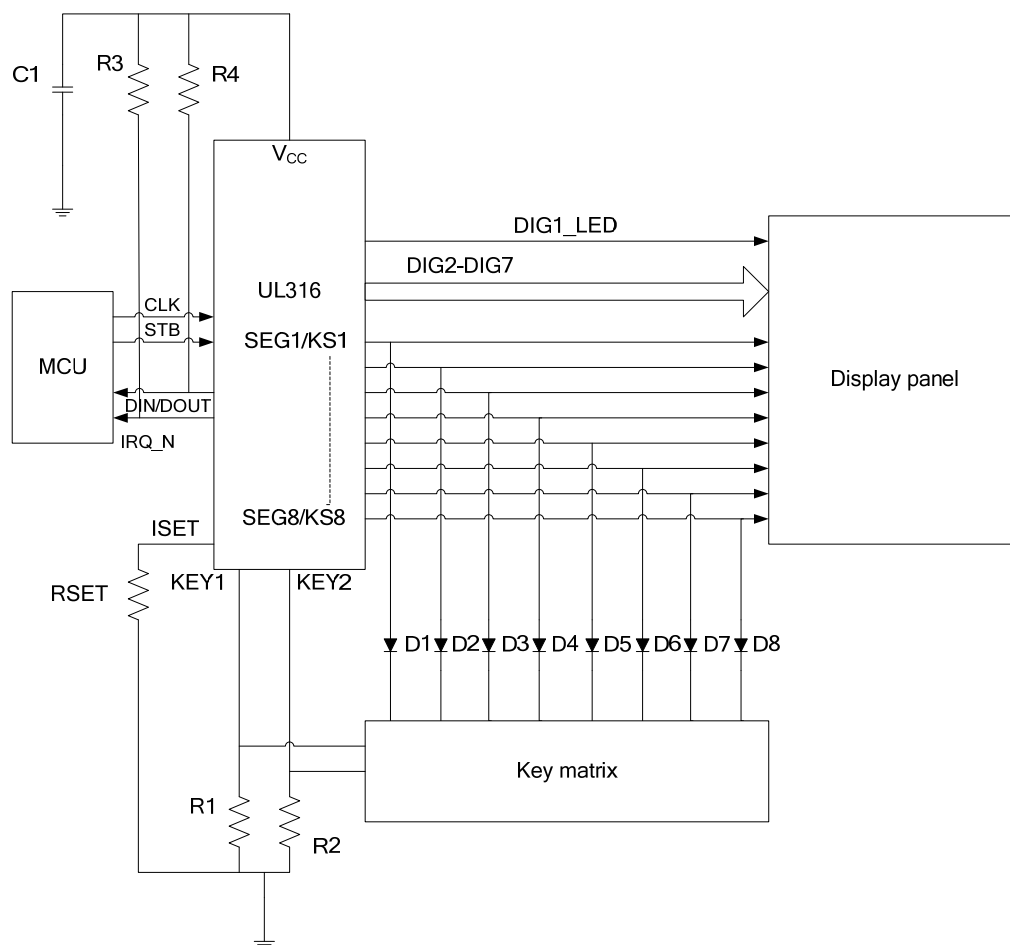 R3
R4
C1
VCC
DIG1_LED
DIG2-DIG7
UL316
CLK
STB
SEG1/KS1
MCU
Display panel
DIN/DOUT
IRQ_N
SEG8/KS8
ISET
KEY1
KEY2
RSET
D1
D2
D3
D4
D5
D6
D7
D8
Key matrix
R1
R2